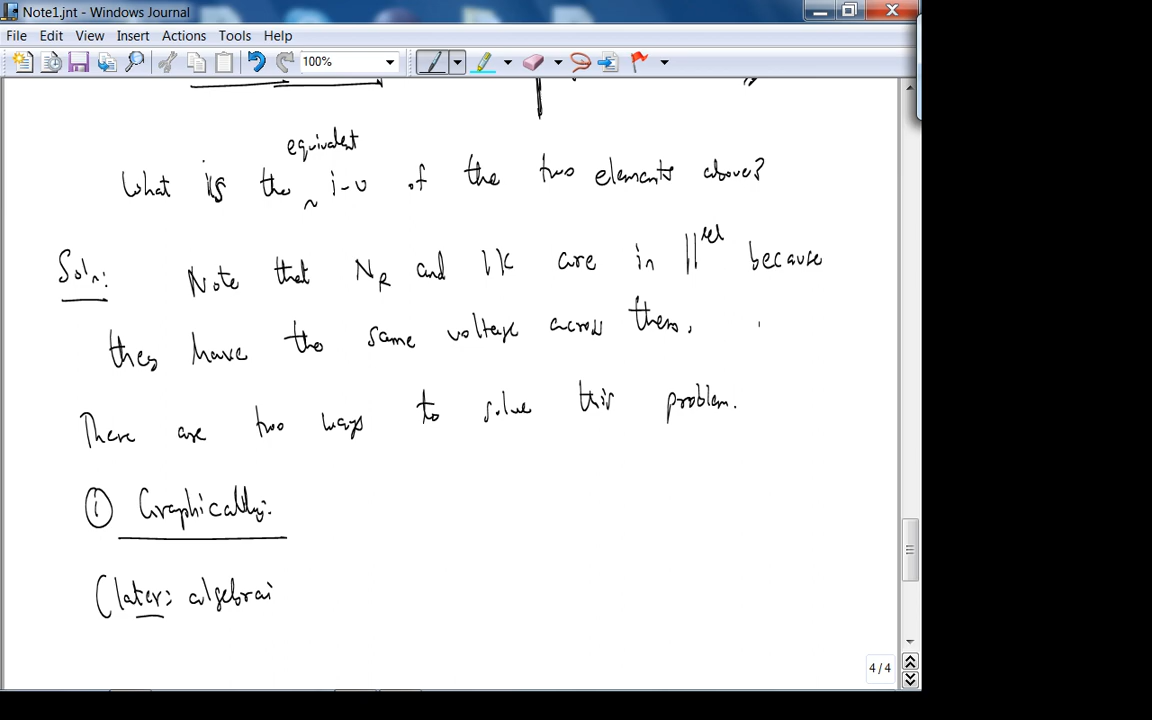 Note1.jnt - Windows Journal
File Edit View Insert Actions Tools Help
100%
equivalent
What is the i-v of the two elements above?
Soln: Note that NR and 1K are in ||el because
they have the same voltage across them.
There are two ways to solve this problem.
① Graphically:
(later: algebrai
4/4